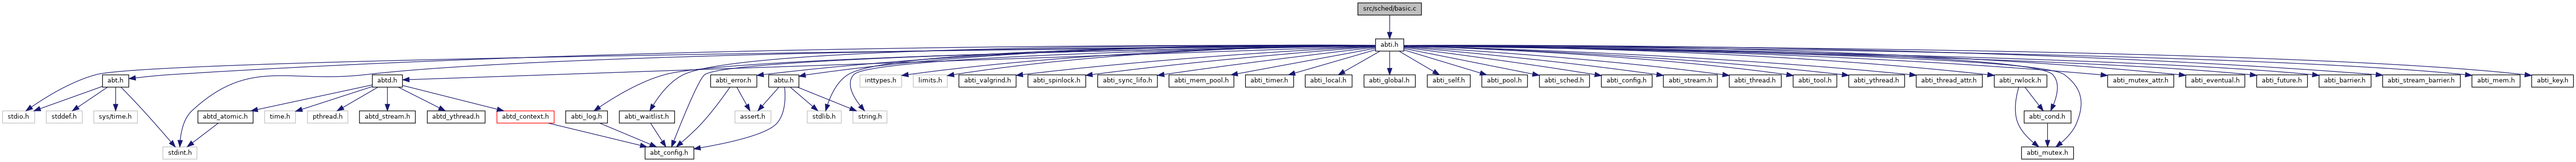 src/sched/basic.c
abti.h
abt.h
abtd.h
abti_error.h
abtu.h
inttypes.h
limits.h
abti_valgrind.h
abti_spinlock.h
abti_sync_lifo.h
abti_mem_pool.h
abti_timer.h
abti_local.h
abti_global.h
abti_self.h
abti_pool.h
abti_sched.h
abti_config.h
abti_stream.h
abti_thread.h
abti_tool.h
abti_ythread.h
abti_thread_attr.h
abti_rwlock.h
abti_mutex_attr.h
abti_eventual.h
abti_future.h
abti_barrier.h
abti_stream_barrier.h
abti_mem.h
abti_key.h
stdio.h
stddef.h
sys/time.h
abtd_atomic.h
time.h
pthread.h
abtd_stream.h
abtd_ythread.h
abtd_context.h
abti_log.h
abti_waitlist.h
assert.h
stdlib.h
string.h
abti_cond.h
stdint.h
abt_config.h
abti_mutex.h